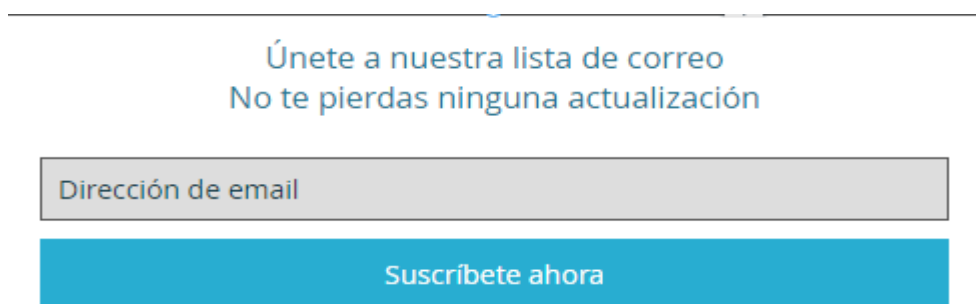 Únete a nuestra lista de correo
No te pierdas ninguna actualización
Dirección de email
Suscríbete ahora